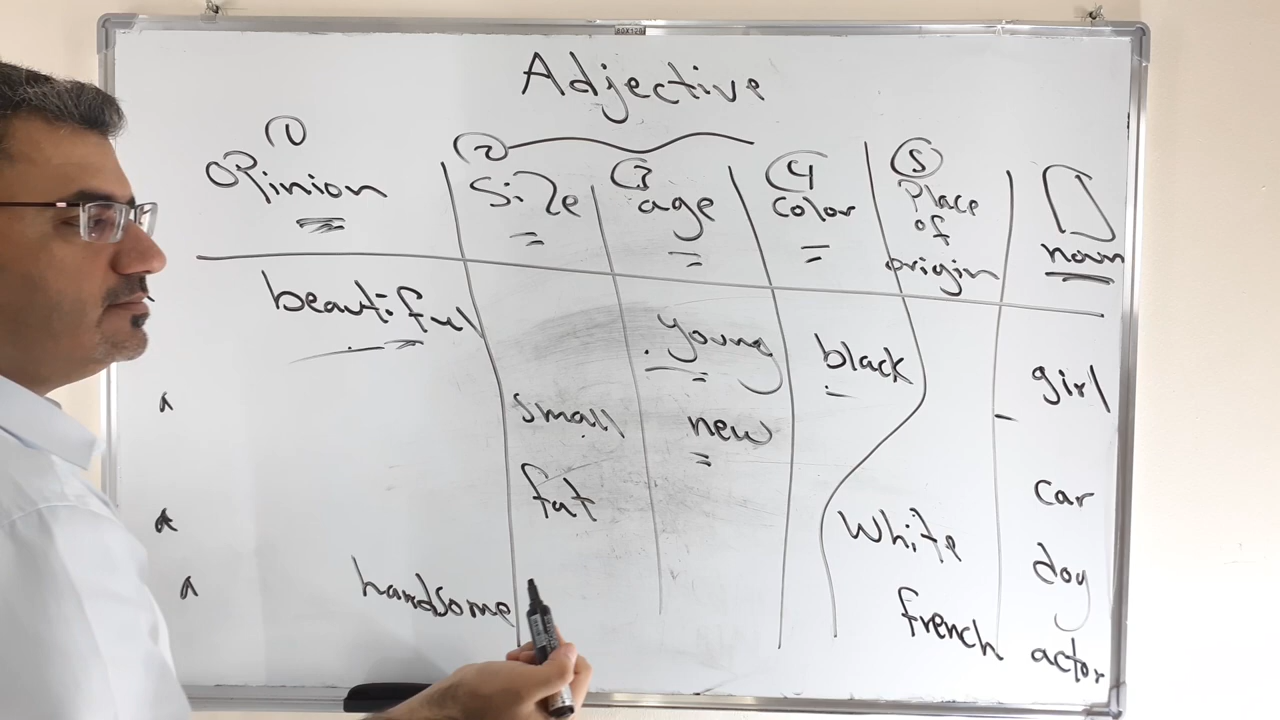 80X120
Adjective
① ② ③ ④ ⑤
Opinion Size age color Place of origin noun
beautiful young black girl
a small new car
a fat White dog
a handsome french actor